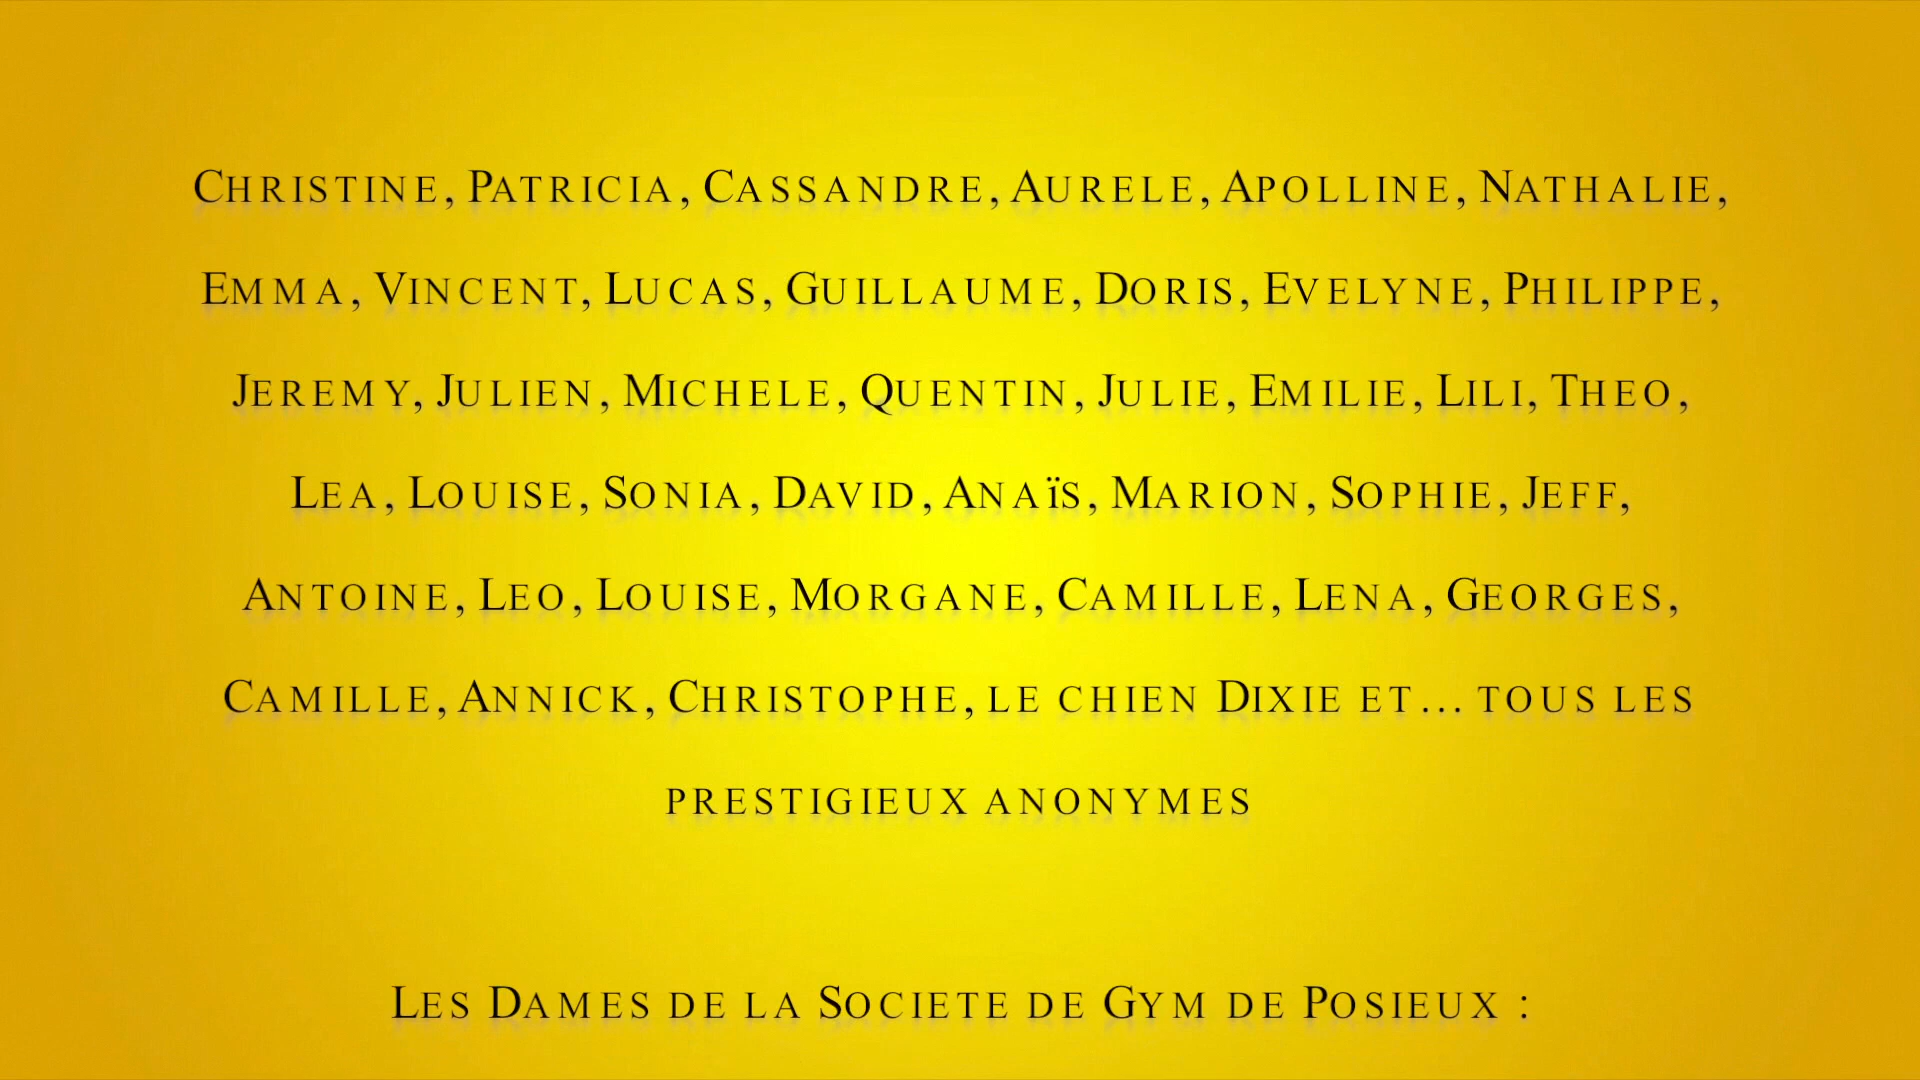 Christine, Patricia, Cassandre, Aurele, Apolline, Nathalie,
Emma, Vincent, Lucas, Guillaume, Doris, Evelyne, Philippe,
Jeremy, Julien, Michele, Quentin, Julie, Emilie, Lili, Theo,
Lea, Louise, Sonia, David, Anaïs, Marion, Sophie, Jeff,
Antoine, Leo, Louise, Morgane, Camille, Lena, Georges,
Camille, Annick, Christophe, le chien Dixie et... tous les
prestigieux anonymes
Les Dames de la Societe de Gym de Posieux :